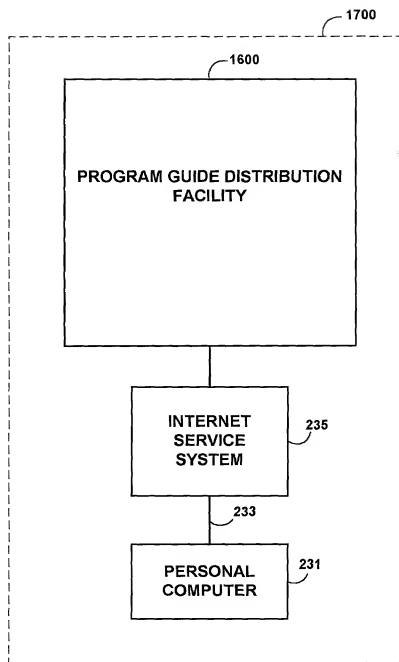 1700
1600
PROGRAM GUIDE DISTRIBUTION
FACILITY
INTERNET
SERVICE
SYSTEM
235
233
PERSONAL
COMPUTER
231